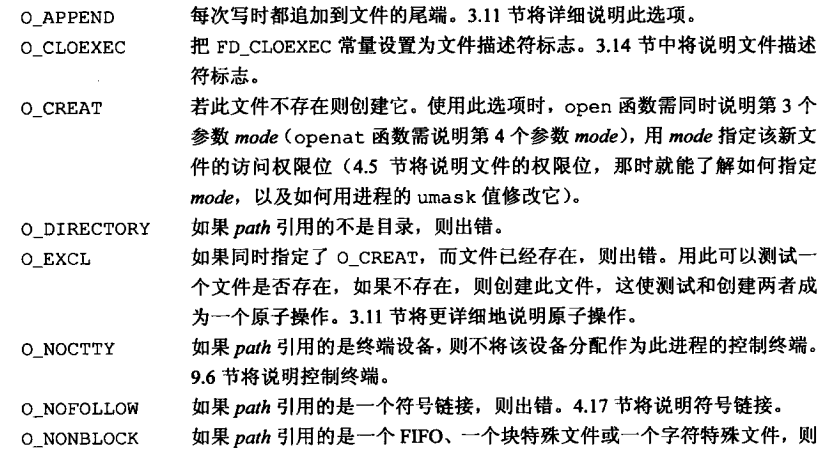 O_APPEND 每次写时都追加到文件的尾端。3.11 节将详细说明此选项。
O_CLOEXEC 把 FD_CLOEXEC 常量设置为文件描述符标志。3.14 节中将说明文件描述
符标志。
O_CREAT 若此文件不存在则创建它。使用此选项时，open 函数需同时说明第 3 个
参数 mode（openat 函数需说明第 4 个参数 mode），用 mode 指定该新文
件的访问权限位（4.5 节将说明文件的权限位，那时就能了解如何指定
mode，以及如何用进程的 umask 值修改它）。
O_DIRECTORY 如果 path 引用的不是目录，则出错。
O_EXCL 如果同时指定了 O_CREAT，而文件已经存在，则出错。用此可以测试一
个文件是否存在，如果不存在，则创建此文件，这使测试和创建两者成
为一个原子操作。3.11 节将更详细地说明原子操作。
O_NOCTTY 如果 path 引用的是终端设备，则不将该设备分配作为此进程的控制终端。
9.6 节将说明控制终端。
O_NOFOLLOW 如果 path 引用的是一个符号链接，则出错。4.17 节将说明符号链接。
O_NONBLOCK 如果 path 引用的是一个 FIFO、一个块特殊文件或一个字符特殊文件，则